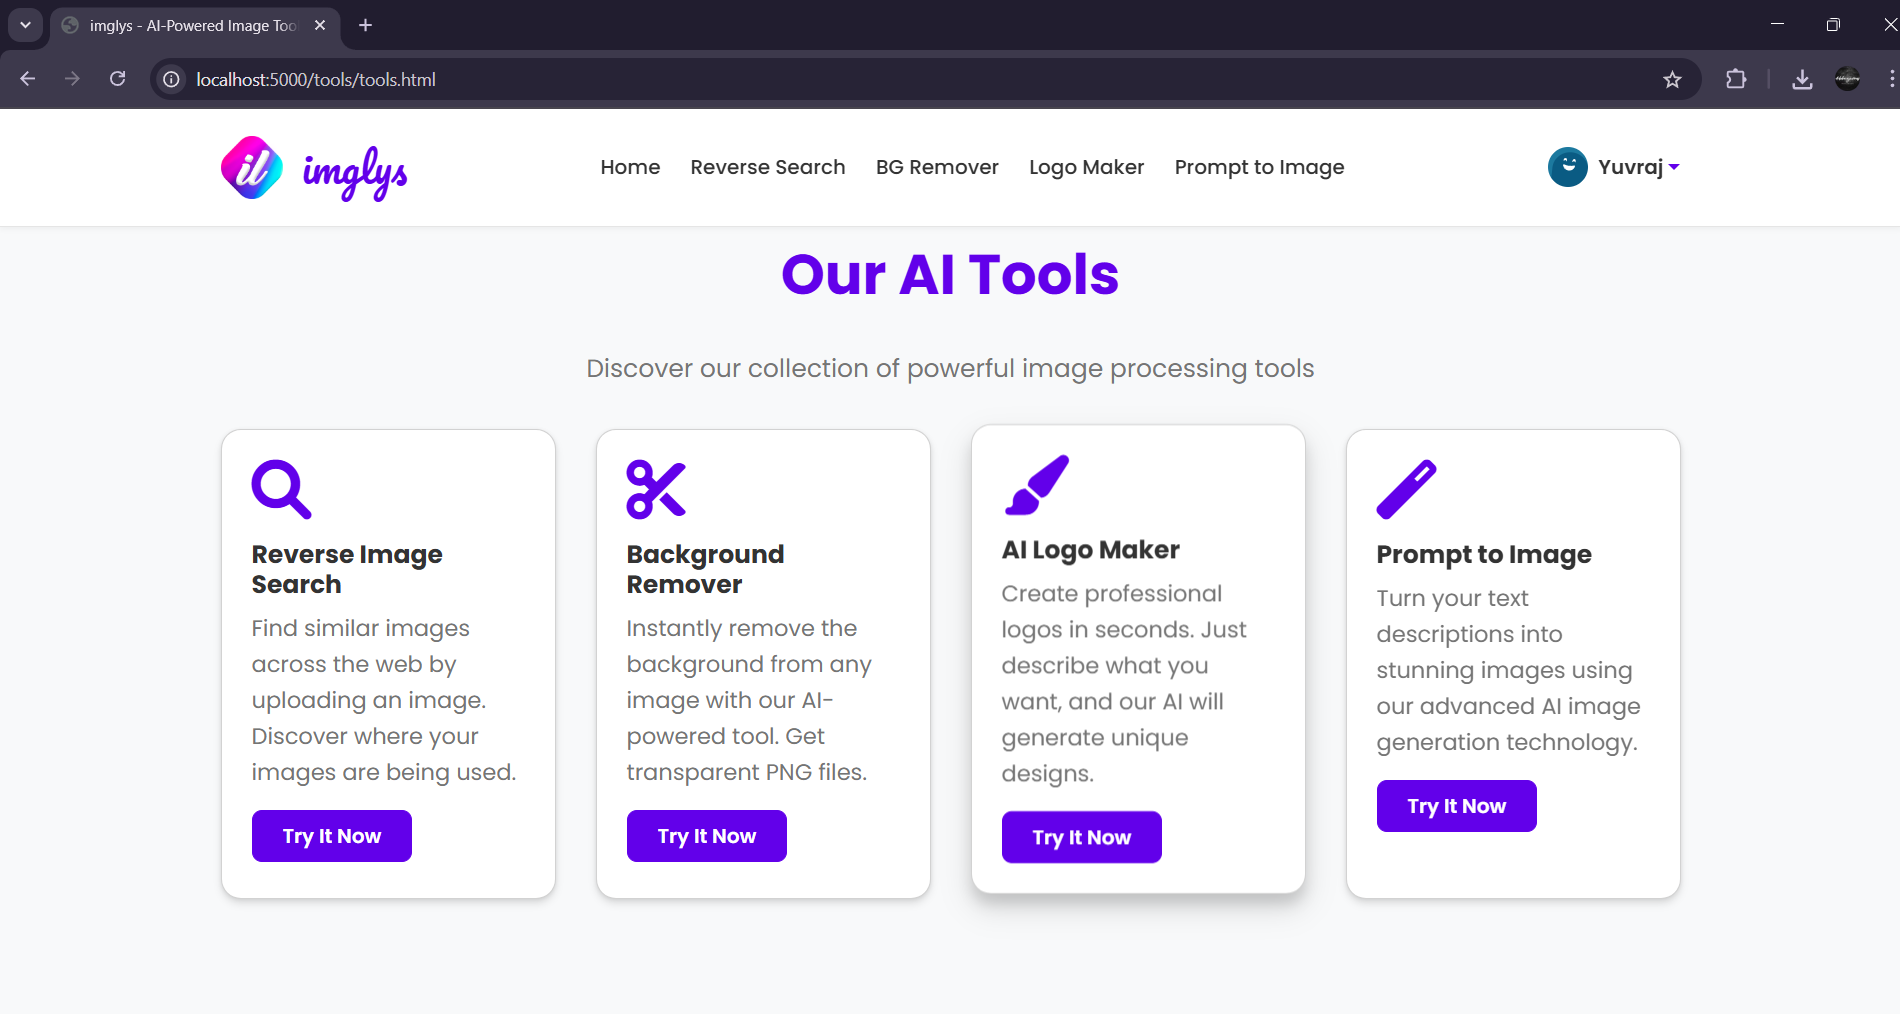 imglys - AI-Powered Image Too
localhost:5000/tools/tools.html
il imglys
Home Reverse Search BG Remover Logo Maker Prompt to Image
Yuvraj
Our AI Tools
Discover our collection of powerful image processing tools
Reverse Image
Search
Find similar images
across the web by
uploading an image.
Discover where your
images are being used.
Try It Now
Background
Remover
Instantly remove the
background from any
image with our AI-
powered tool. Get
transparent PNG files.
Try It Now
AI Logo Maker
Create professional
logos in seconds. Just
describe what you
want, and our AI will
generate unique
designs.
Try It Now
Prompt to Image
Turn your text
descriptions into
stunning images using
our advanced AI image
generation technology.
Try It Now